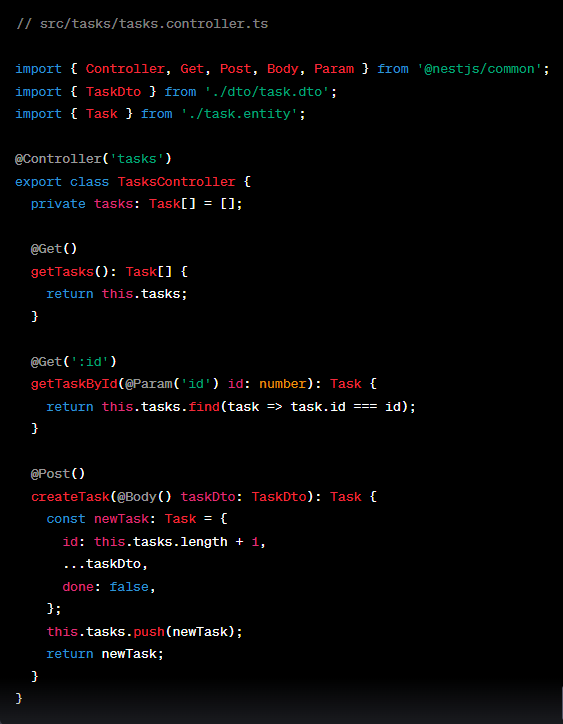 // src/tasks/tasks.controller.ts
import { Controller, Get, Post, Body, Param } from '@nestjs/common';
import { TaskDto } from './dto/task.dto';
import { Task } from './task.entity';
@Controller('tasks')
export class TasksController {
  private tasks: Task[] = [];
  @Get()
  getTasks(): Task[] {
    return this.tasks;
  }
  @Get(':id')
  getTaskById(@Param('id') id: number): Task {
    return this.tasks.find(task => task.id === id);
  }
  @Post()
  createTask(@Body() taskDto: TaskDto): Task {
    const newTask: Task = {
      id: this.tasks.length + 1,
      ...taskDto,
      done: false,
    };
    this.tasks.push(newTask);
    return newTask;
  }
}